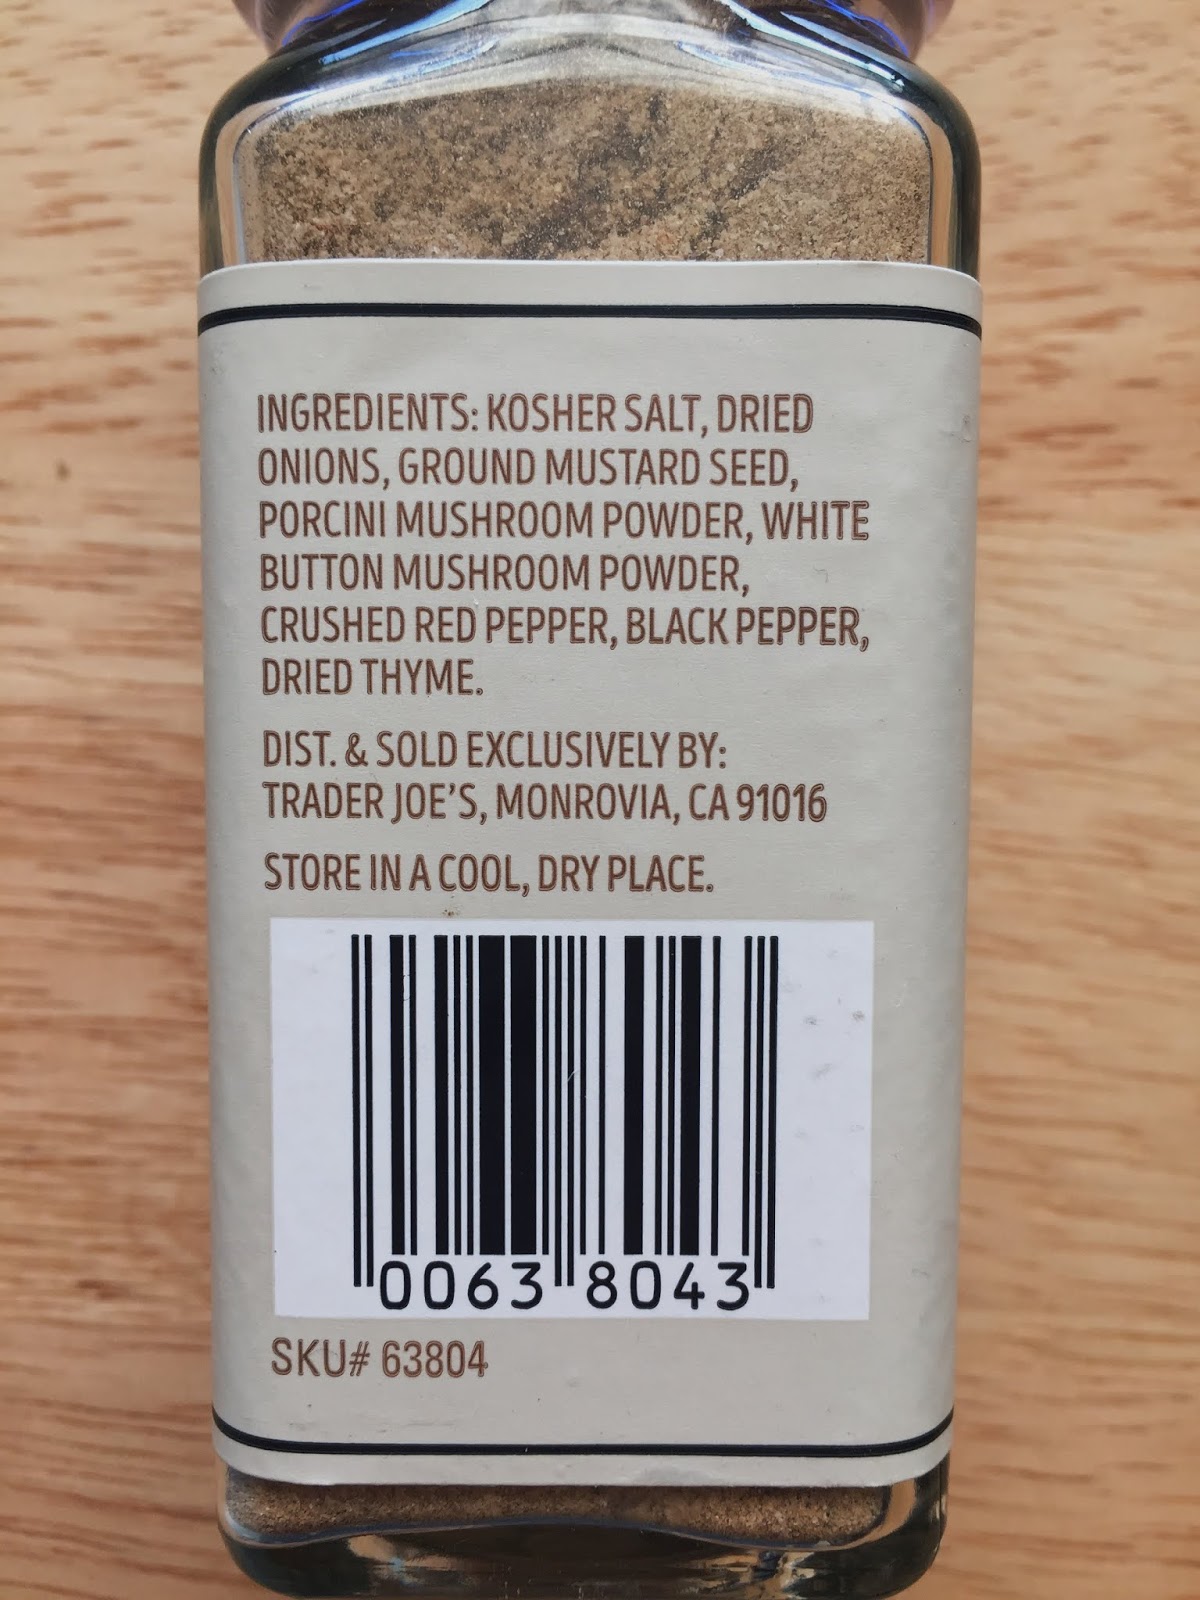 INGREDIENTS: KOSHER SALT, DRIED
ONIONS, GROUND MUSTARD SEED,
PORCINI MUSHROOM POWDER, WHITE
BUTTON MUSHROOM POWDER,
CRUSHED RED PEPPER, BLACK PEPPER,
DRIED THYME.
DIST. & SOLD EXCLUSIVELY BY:
TRADER JOE'S, MONROVIA, CA 91016
STORE IN A COOL, DRY PLACE.
0063 8043
SKU# 63804